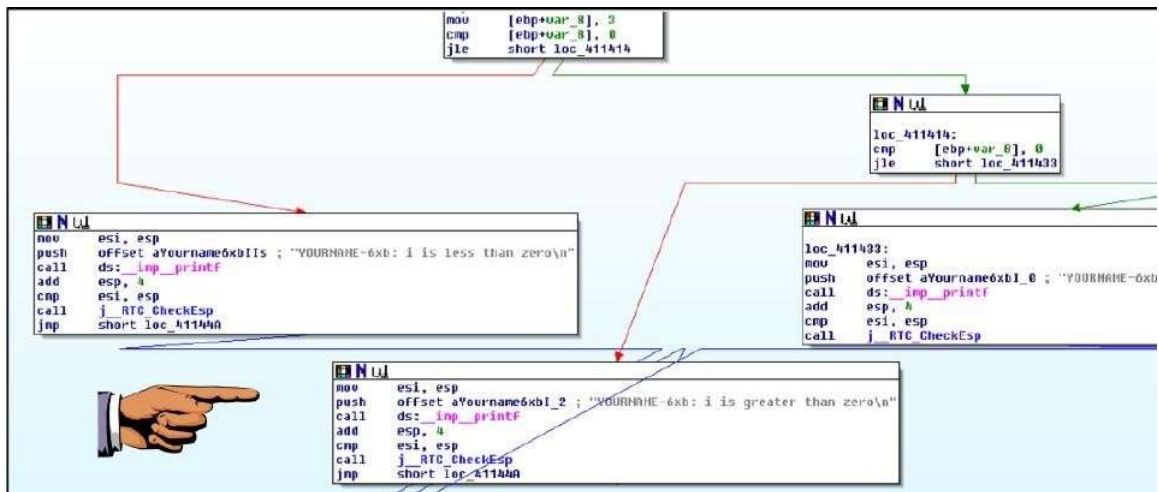 mov [ebp+var_8], 3
cmp [ebp+var_8], 0
jle short loc_411414
loc_411414:
cmp [ebp+var_8], 0
jle short loc_411433
mov esi, esp
push offset aYourname6xbIIs ; "YOURNAME-6xb: i is less than zero\n"
call ds:__imp__printf
add esp, 4
cmp esi, esp
call j__RTC_CheckEsp
jmp short loc_41144A
loc_411433:
mov esi, esp
push offset aYourname6xbI_0 ; "YOURNAME-6xb
call ds:__imp__printf
add esp, 4
cmp esi, esp
call j__RTC_CheckEsp
mov esi, esp
push offset aYourname6xbI_2 ; "YOURNAME-6xb: i is greater than zero\n"
call ds:__imp__printf
add esp, 4
cmp esi, esp
call j__RTC_CheckEsp
jmp short loc_41144A